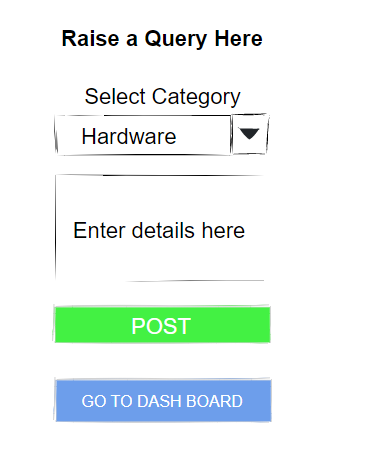 Raise a Query Here
Select Category
Hardware
Enter details here
POST
GO TO DASH BOARD